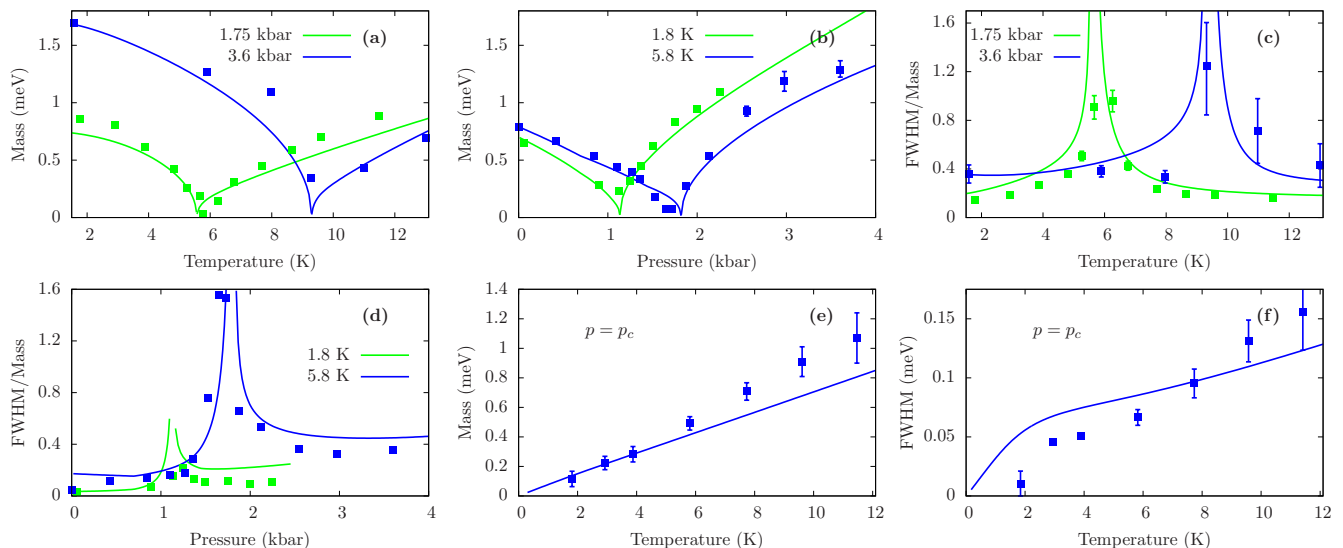 (a)
1.75 kbar
3.6 kbar
Mass (meV)
0
0.5
1
1.5
2 4 6 8 10 12
Temperature (K)
(b)
1.8 K
5.8 K
Mass (meV)
0
0.5
1
1.5
0 1 2 3 4
Pressure (kbar)
(c)
1.75 kbar
3.6 kbar
FWHM/Mass
0
0.4
0.8
1.2
1.6
2 4 6 8 10 12
Temperature (K)
(d)
1.8 K
5.8 K
FWHM/Mass
0
0.4
0.8
1.2
1.6
0 1 2 3 4
Pressure (kbar)
(e)
p = p_c
Mass (meV)
0
0.2
0.4
0.6
0.8
1
1.2
1.4
0 2 4 6 8 10 12
Temperature (K)
(f)
p = p_c
FWHM (meV)
0
0.05
0.1
0.15
0 2 4 6 8 10 12
Temperature (K)